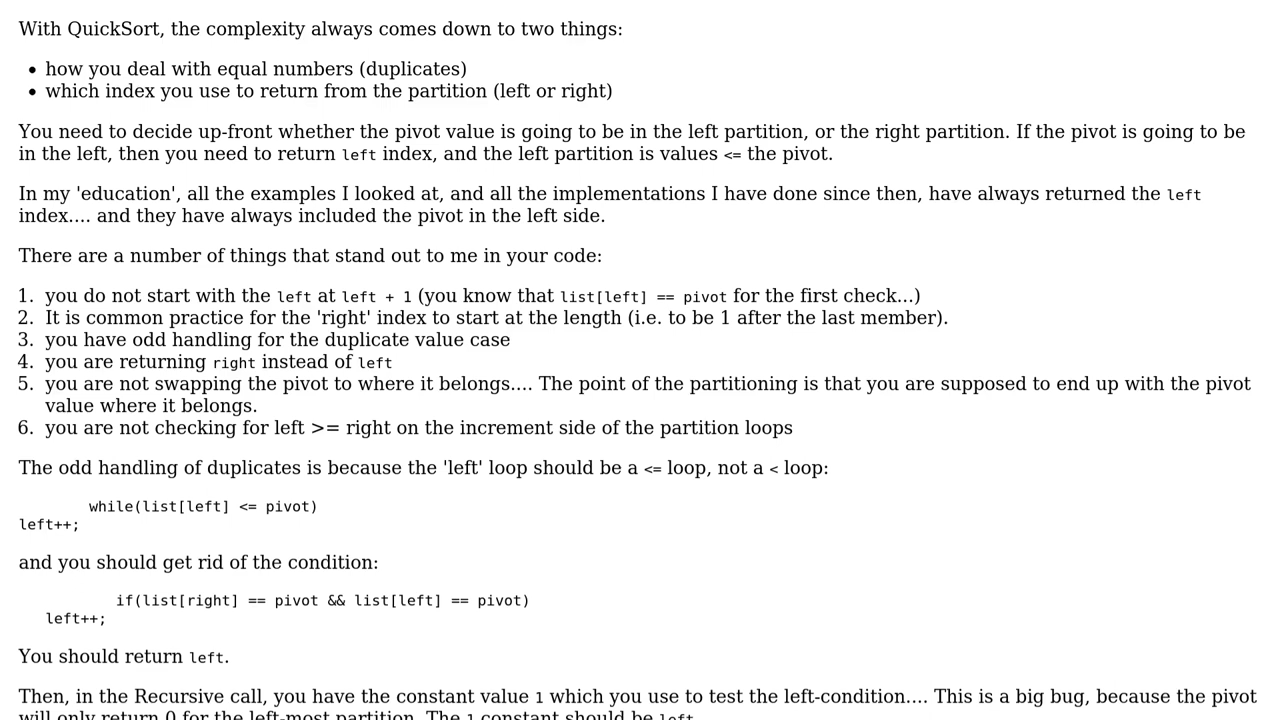 With QuickSort, the complexity always comes down to two things:
• how you deal with equal numbers (duplicates)
• which index you use to return from the partition (left or right)
You need to decide up-front whether the pivot value is going to be in the left partition, or the right partition. If the pivot is going to be
in the left, then you need to return left index, and the left partition is values <= the pivot.
In my 'education', all the examples I looked at, and all the implementations I have done since then, have always returned the left
index.... and they have always included the pivot in the left side.
There are a number of things that stand out to me in your code:
1. you do not start with the left at left + 1 (you know that list[left] == pivot for the first check...)
2. It is common practice for the 'right' index to start at the length (i.e. to be 1 after the last member).
3. you have odd handling for the duplicate value case
4. you are returning right instead of left
5. you are not swapping the pivot to where it belongs.... The point of the partitioning is that you are supposed to end up with the pivot
value where it belongs.
6. you are not checking for left >= right on the increment side of the partition loops
The odd handling of duplicates is because the 'left' loop should be a <= loop, not a < loop:
while(list[left] <= pivot)
left++;
and you should get rid of the condition:
if(list[right] == pivot && list[left] == pivot)
left++;
You should return left.
Then, in the Recursive call, you have the constant value 1 which you use to test the left-condition.... This is a big bug, because the pivot
will only return 0 for the left-most partition. The 1 constant should be left.